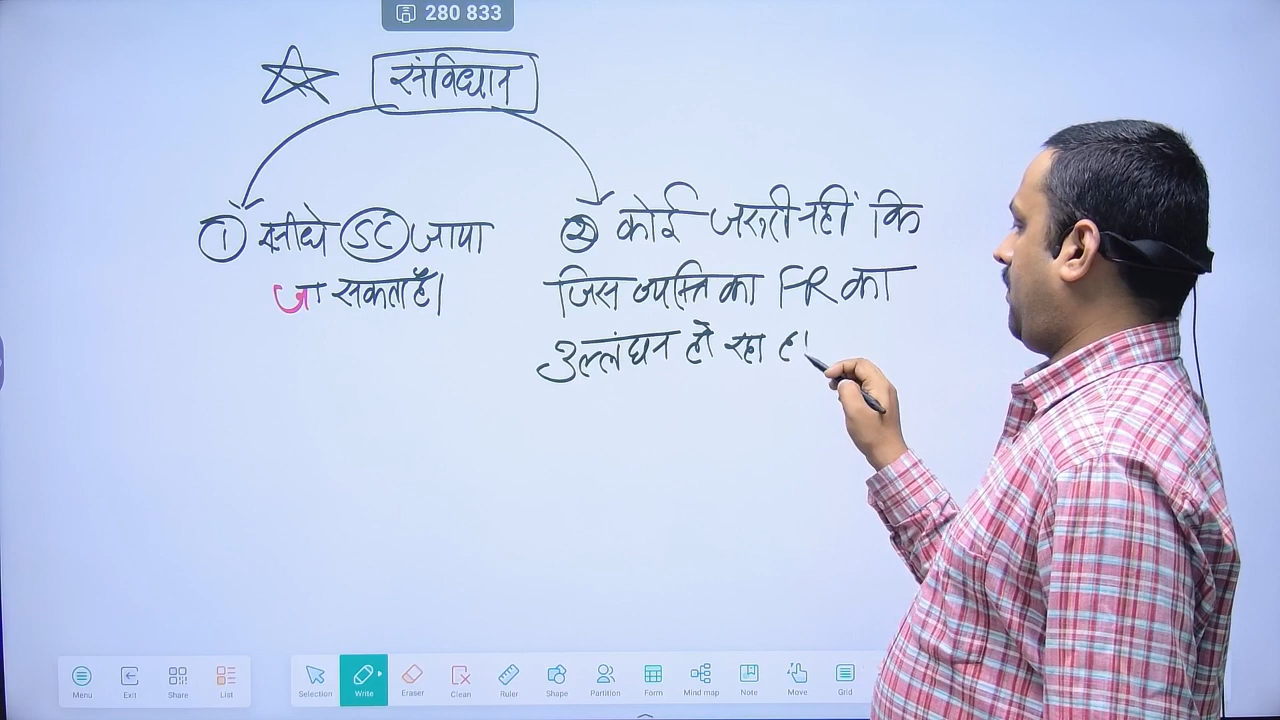 280 833
संविधान
① सीधे SC जाया
जा सकता है।
② कोई जरूरी नहीं कि
जिस व्यक्ति का FR का
उल्लंघन हो रहा ह
Menu Exit Share List Selection Write Eraser Clean Ruler Shape Partition Form Mind map Note Move Grid